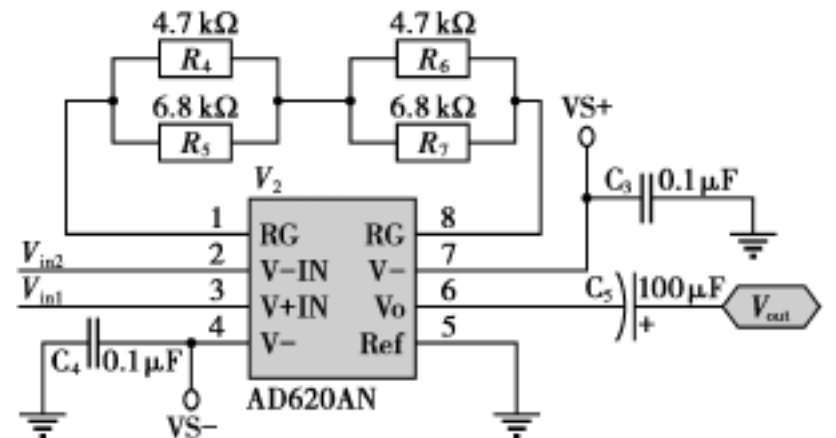 4.7 kΩ
R₄
6.8 kΩ
R₅
4.7 kΩ
R₆
6.8 kΩ
R₇
VS+
C₃ 0.1 μF
V₂
1
2
3
4
RG
V-IN
V+IN
V-
RG
V-
Vo
Ref
8
7
6
5
Vin2
Vin1
C₄ 0.1 μF
VS-
AD620AN
C₅ 100 μF
+
Vout